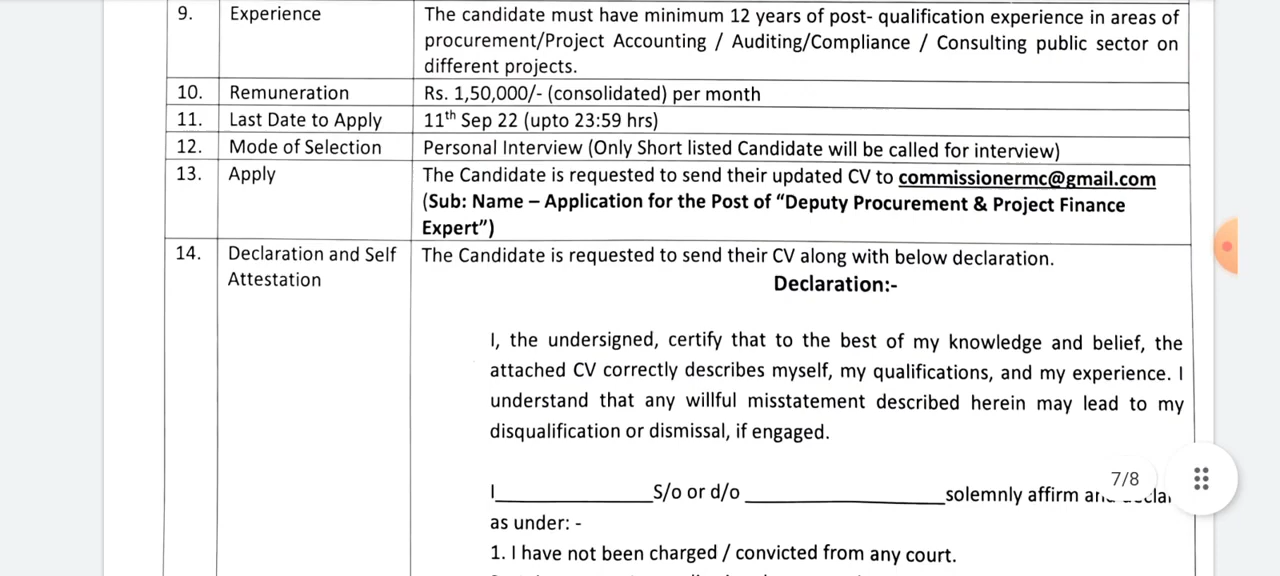 9. Experience The candidate must have minimum 12 years of post- qualification experience in areas of
procurement/Project Accounting / Auditing/Compliance / Consulting public sector on
different projects.
10. Remuneration Rs. 1,50,000/- (consolidated) per month
11. Last Date to Apply 11th Sep 22 (upto 23:59 hrs)
12. Mode of Selection Personal Interview (Only Short listed Candidate will be called for interview)
13. Apply The Candidate is requested to send their updated CV to commissionermc@gmail.com
(Sub: Name – Application for the Post of “Deputy Procurement & Project Finance
Expert”)
14. Declaration and Self The Candidate is requested to send their CV along with below declaration.
Attestation
Declaration:-
I, the undersigned, certify that to the best of my knowledge and belief, the
attached CV correctly describes myself, my qualifications, and my experience. I
understand that any willful misstatement described herein may lead to my
disqualification or dismissal, if engaged.
7/8
I______________S/o or d/o __________________solemnly affirm
as under: -
1. I have not been charged / convicted from any court.